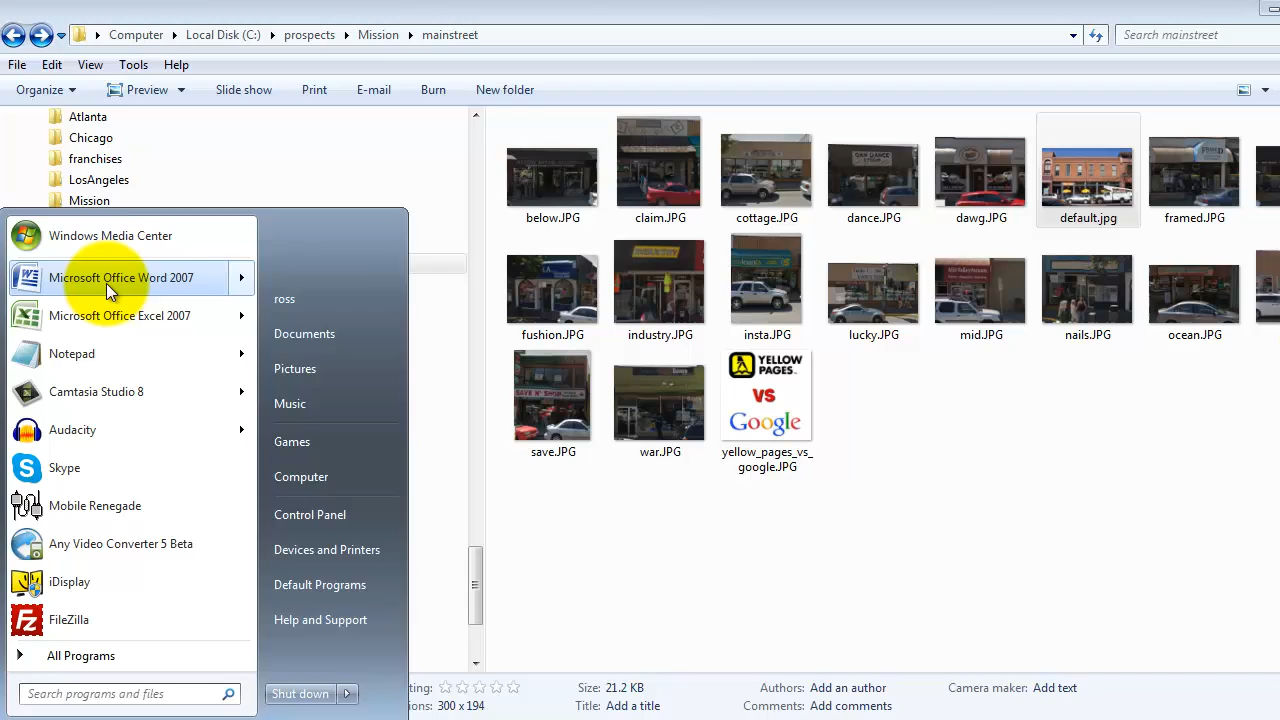 Computer Local Disk (C:) prospects Mission mainstreet
Search mainstreet
File Edit View Tools Help
Organize Preview Slide show Print E-mail Burn New folder
Atlanta
Chicago
franchises
LosAngeles
Mission
Windows Media Center
Microsoft Office Word 2007
Microsoft Office Excel 2007
Notepad
Camtasia Studio 8
Audacity
Skype
Mobile Renegade
Any Video Converter 5 Beta
iDisplay
FileZilla
All Programs
Search programs and files
ross
Documents
Pictures
Music
Games
Computer
Control Panel
Devices and Printers
Default Programs
Help and Support
Shut down
below.JPG claim.JPG cottage.JPG dance.JPG dawg.JPG default.jpg framed.JPG
fushion.JPG industry.JPG insta.JPG lucky.JPG mid.JPG nails.JPG ocean.JPG
SAVE N' SHOP
YELLOW
PAGES
VS
Google
save.JPG war.JPG yellow_pages_vs_
google.JPG
ting: Size: 21.2 KB Authors: Add an author Camera maker: Add text
ions: 300 x 194 Title: Add a title Comments: Add comments